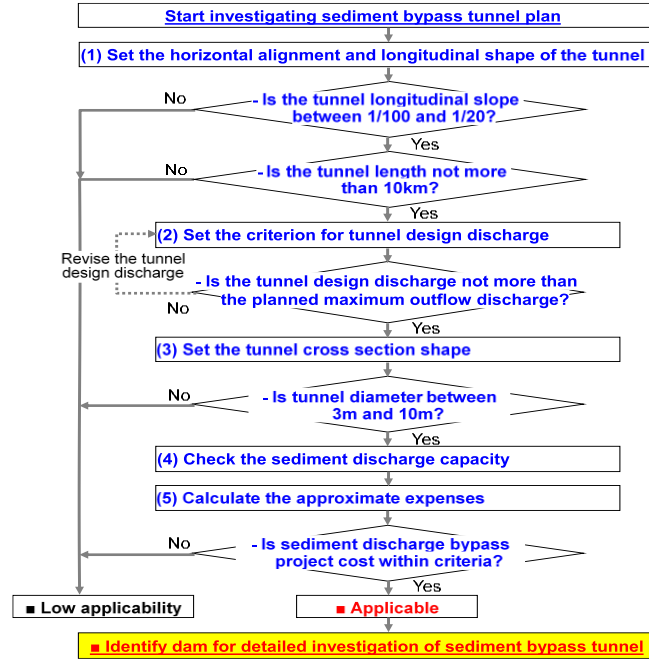 Start investigating sediment bypass tunnel plan
(1) Set the horizontal alignment and longitudinal shape of the tunnel
No
- Is the tunnel longitudinal slope
between 1/100 and 1/20?
Yes
No
- Is the tunnel length not more
than 10km?
Yes
(2) Set the criterion for tunnel design discharge
Revise the tunnel
design discharge
- Is the tunnel design discharge not more than
the planned maximum outflow discharge?
No
Yes
(3) Set the tunnel cross section shape
No
- Is tunnel diameter between
3m and 10m?
Yes
(4) Check the sediment discharge capacity
(5) Calculate the approximate expenses
No
- Is sediment discharge bypass
project cost within criteria?
Yes
■ Low applicability
■ Applicable
■ Identify dam for detailed investigation of sediment bypass tunnel